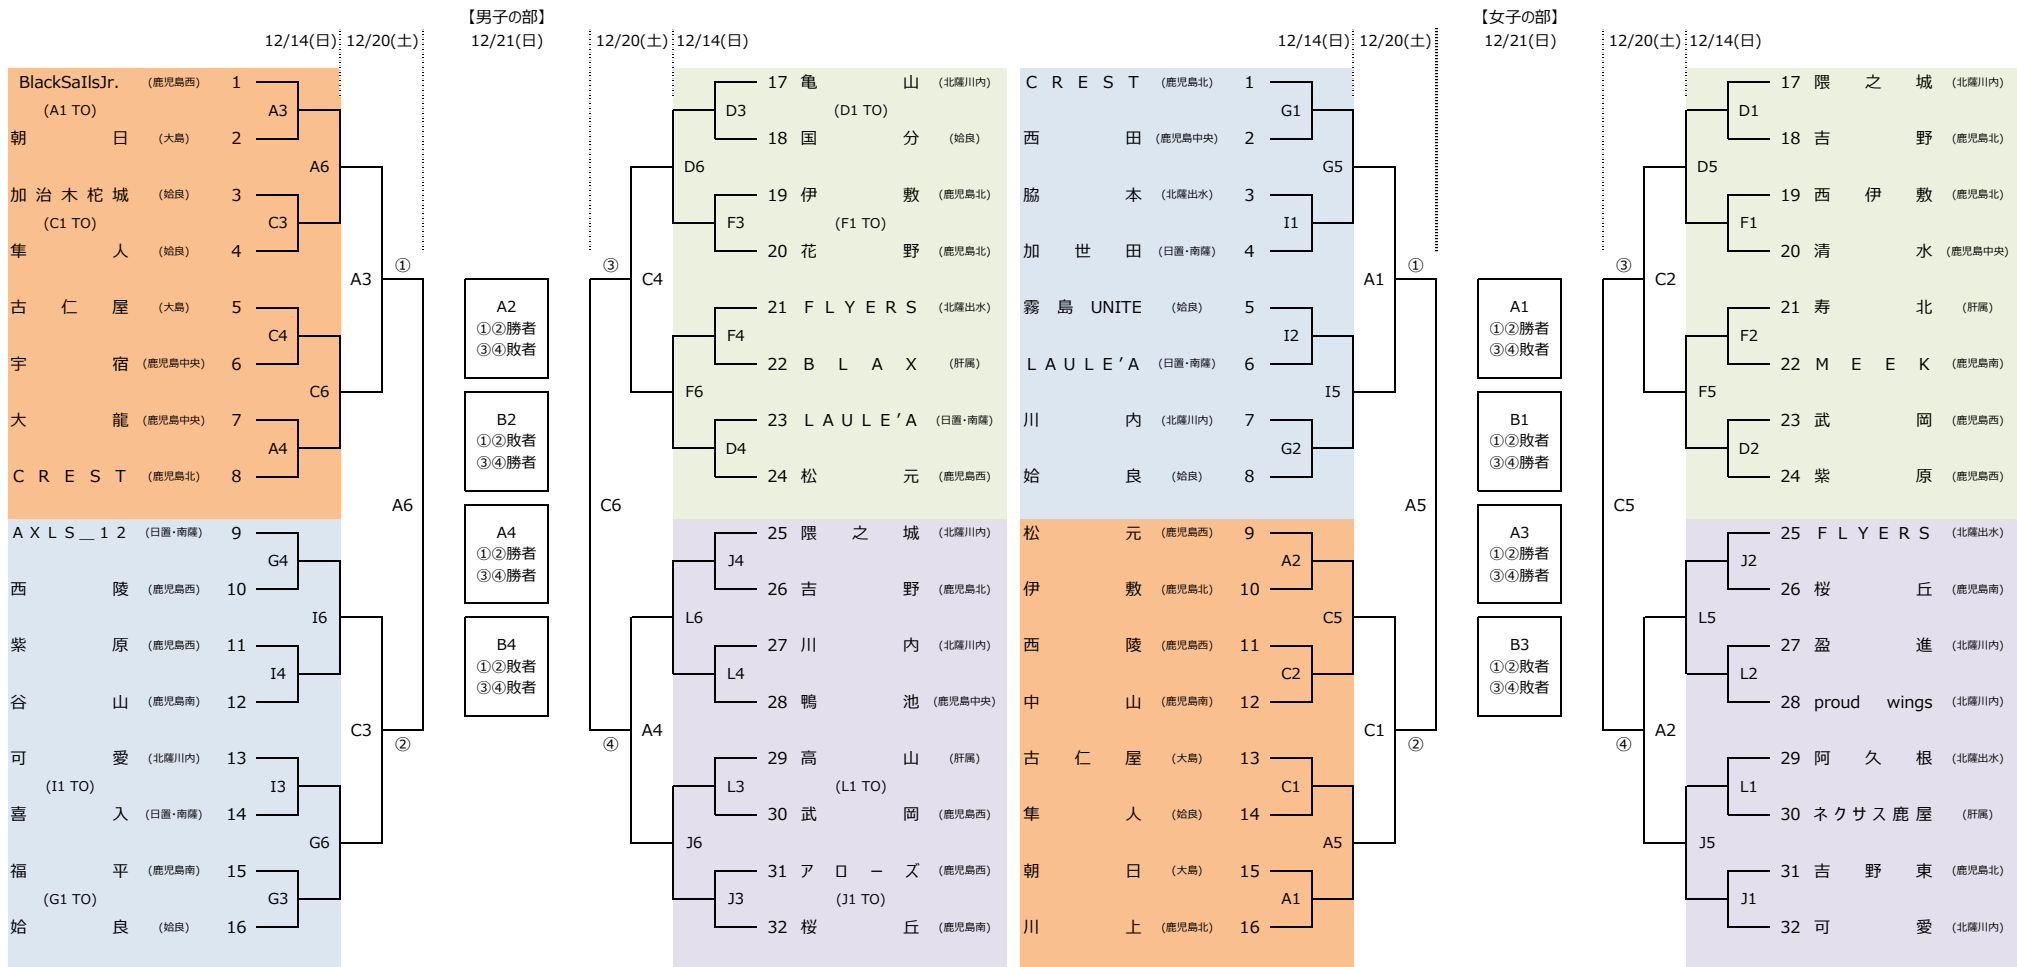 【男子の部】
12/14(日) 12/20(土) 12/21(日) 12/20(土) 12/14(日)
BlackSaIlsJr. (鹿児島西) 1
(A1 TO) A3
朝日 (大島) 2
A6
加治木柁城 (姶良) 3
(C1 TO) C3
隼人 (姶良) 4
A3 ①
古仁屋 (大島) 5
C4
宇宿 (鹿児島中央) 6
C6
大龍 (鹿児島中央) 7
A4
CREST (鹿児島北) 8
A6
AXLS_12 (日置・南薩) 9
G4
西陵 (鹿児島西) 10
I6
紫原 (鹿児島西) 11
I4
谷山 (鹿児島南) 12
C3 ②
可愛 (北薩川内) 13
(I1 TO) I3
喜入 (日置・南薩) 14
G6
福平 (鹿児島南) 15
(G1 TO) G3
姶良 (姶良) 16
A2
①②勝者
③④敗者
B2
①②敗者
③④勝者
A4
①②勝者
③④勝者
B4
①②敗者
③④敗者
17 亀山 (北薩川内)
D3 (D1 TO)
18 国分 (姶良)
D6
19 伊敷 (鹿児島北)
F3 (F1 TO)
20 花野 (鹿児島北)
③ C4
21 FLYERS (北薩出水)
F4
22 BLAX (肝属)
F6
23 LAULE'A (日置・南薩)
D4
24 松元 (鹿児島西)
C6
25 隈之城 (北薩川内)
J4
26 吉野 (鹿児島北)
L6
27 川内 (北薩川内)
L4
28 鴨池 (鹿児島中央)
④ A4
29 高山 (肝属)
L3 (L1 TO)
30 武岡 (鹿児島西)
J6
31 アローズ (鹿児島西)
J3 (J1 TO)
32 桜丘 (鹿児島南)
【女子の部】
12/14(日) 12/20(土) 12/21(日) 12/20(土) 12/14(日)
CREST (鹿児島北) 1
G1
西田 (鹿児島中央) 2
G5
脇本 (北薩出水) 3
I1
加世田 (日置・南薩) 4
A1 ①
霧島UNITE (姶良) 5
I2
LAULE'A (日置・南薩) 6
I5
川内 (北薩川内) 7
G2
姶良 (姶良) 8
A5
松元 (鹿児島西) 9
A2
伊敷 (鹿児島北) 10
C5
西陵 (鹿児島西) 11
C2
中山 (鹿児島南) 12
C1 ②
古仁屋 (大島) 13
C1
隼人 (姶良) 14
A5
朝日 (大島) 15
A1
川上 (鹿児島北) 16
A1
①②勝者
③④敗者
B1
①②敗者
③④勝者
A3
①②勝者
③④勝者
B3
①②敗者
③④敗者
17 隈之城 (北薩川内)
D1
18 吉野 (鹿児島北)
D5
19 西伊敷 (鹿児島北)
F1
20 清水 (鹿児島中央)
③ C2
21 寿北 (肝属)
F2
22 MEEK (鹿児島南)
F5
23 武岡 (鹿児島西)
D2
24 紫原 (鹿児島西)
C5
25 FLYERS (北薩出水)
J2
26 桜丘 (鹿児島南)
L5
27 盈進 (北薩川内)
L2
28 proud wings (北薩川内)
④ A2
29 阿久根 (北薩出水)
L1
30 ネクサス鹿屋 (肝属)
J5
31 吉野東 (鹿児島北)
J1
32 可愛 (北薩川内)